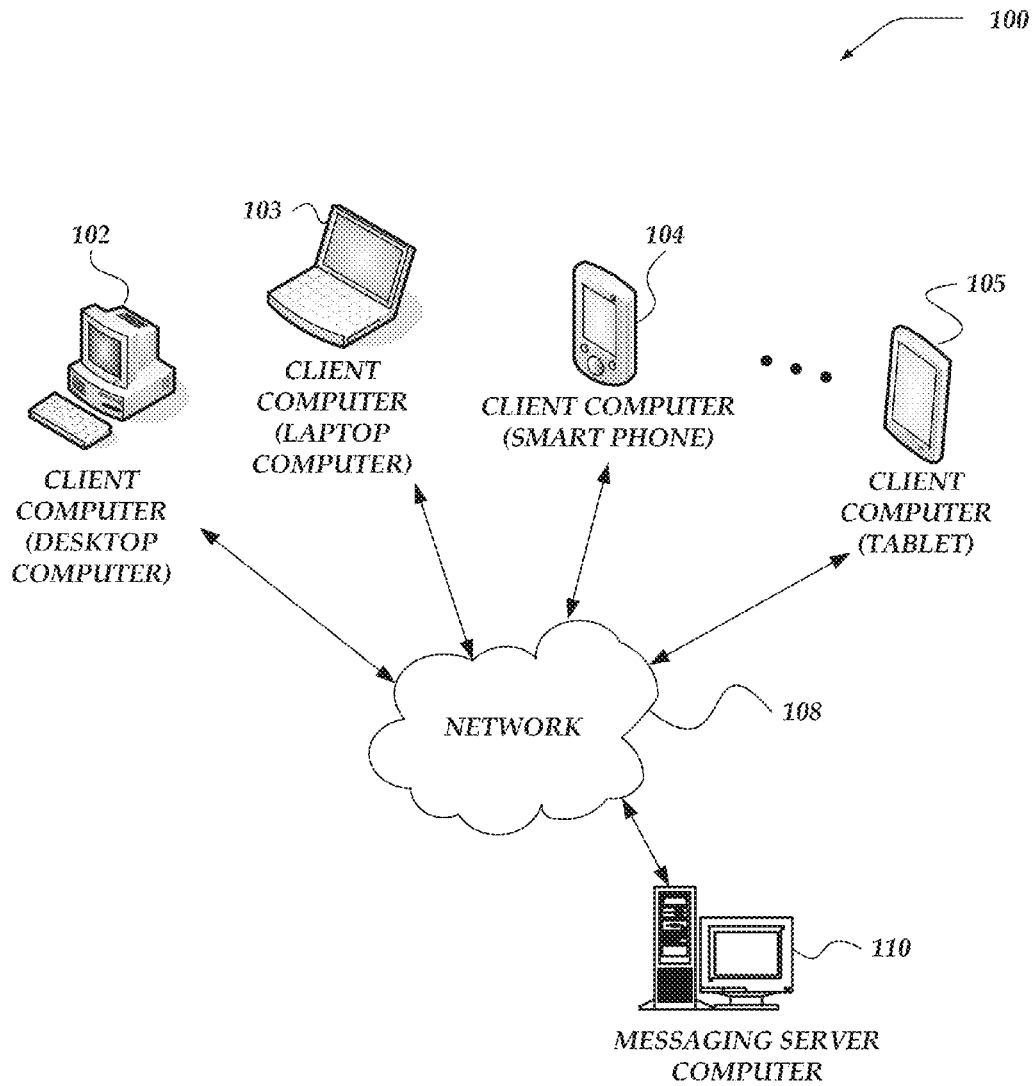 100
103
102
104
105
CLIENT
COMPUTER
(LAPTOP
COMPUTER)
CLIENT COMPUTER
(SMART PHONE)
CLIENT
COMPUTER
(DESKTOP
COMPUTER)
CLIENT
COMPUTER
(TABLET)
NETWORK
108
110
MESSAGING SERVER
COMPUTER